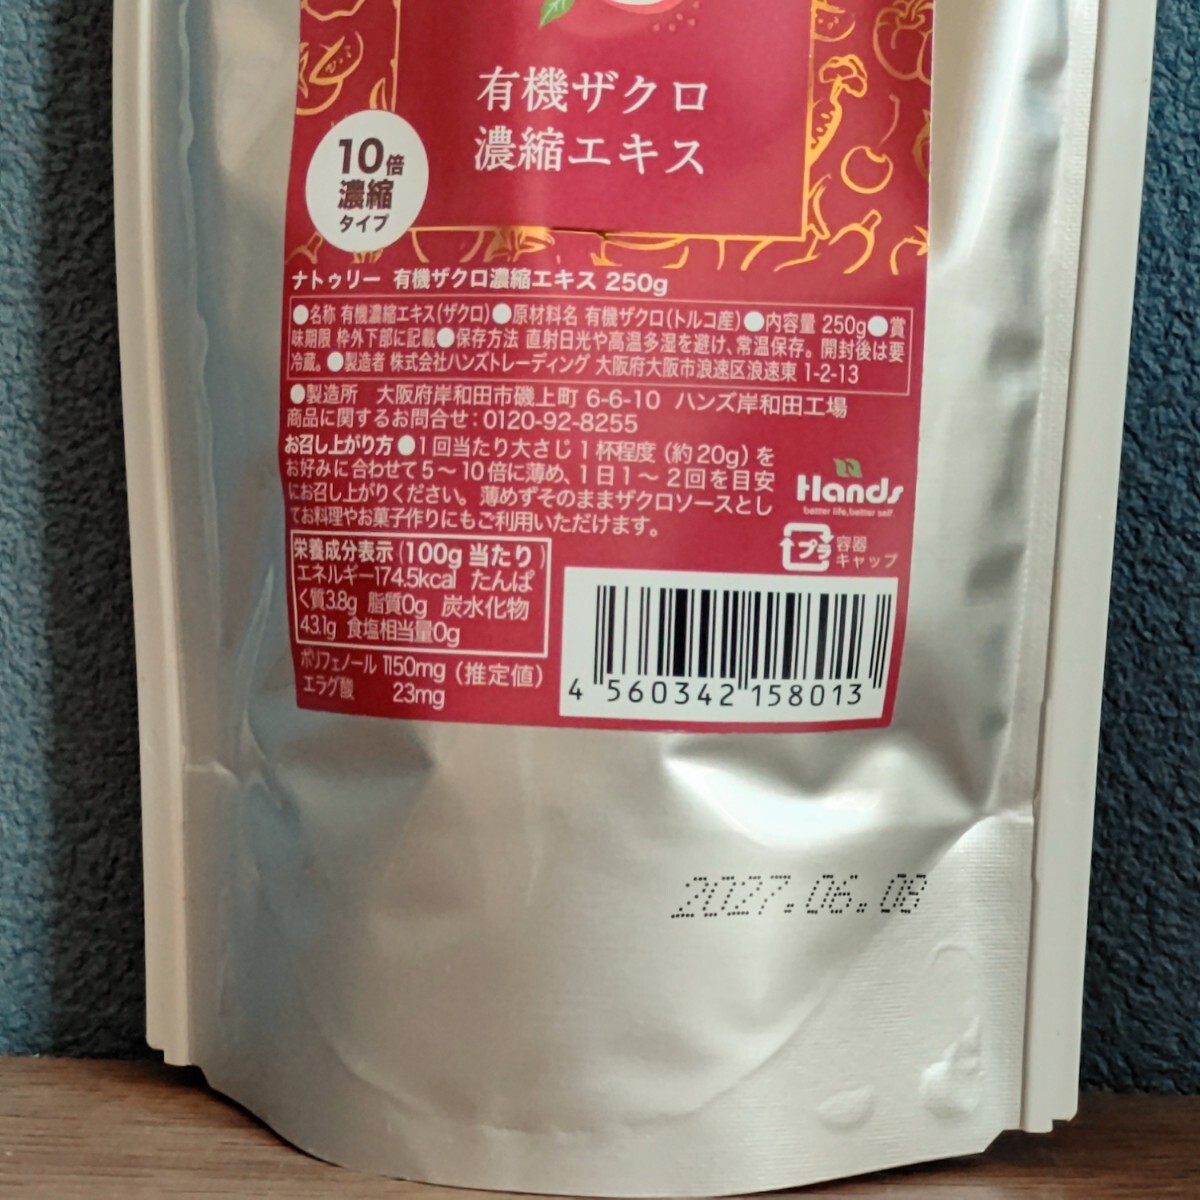 有機ザクロ
濃縮エキス
10倍
濃縮
タイプ
ナトゥリー 有機ザクロ濃縮エキス 250g
●名称 有機濃縮エキス(ザクロ)●原材料名 有機ザクロ(トルコ産)●内容量 250g●賞
味期限 枠外下部に記載●保存方法 直射日光や高温多湿を避け、常温保存。開封後は要
冷蔵。●製造者 株式会社ハンズトレーディング 大阪府大阪市浪速区浪速東 1-2-13
●製造所 大阪府岸和田市磯上町 6-6-10 ハンズ岸和田工場
商品に関するお問合せ:0120-92-8255
お召し上がり方 ●1回当たり大さじ1杯程度(約20g)を
お好みに合わせて5～10倍に薄め、1日1～2回を目安
にお召し上がりください。薄めずそのままザクロソースとし
てお料理やお菓子作りにもご利用いただけます。
Hands
better life,better self
プラ
容器
キャップ
栄養成分表示(100g当たり)
エネルギー174.5kcal たんぱ
く質3.8g 脂質0g 炭水化物
43.1g 食塩相当量0g
ポリフェノール 1150mg(推定値)
エラグ酸 23mg
4 560342 158013
2027.06.08